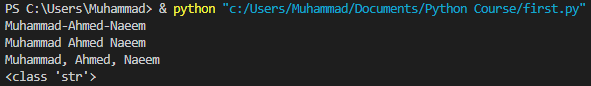 PS C:\Users\Muhammad> & python "c:/Users/Muhammad/Documents/Python Course/first.py"
Muhammad-Ahmed-Naeem
Muhammad Ahmed Naeem
Muhammad, Ahmed, Naeem
<class 'str'>